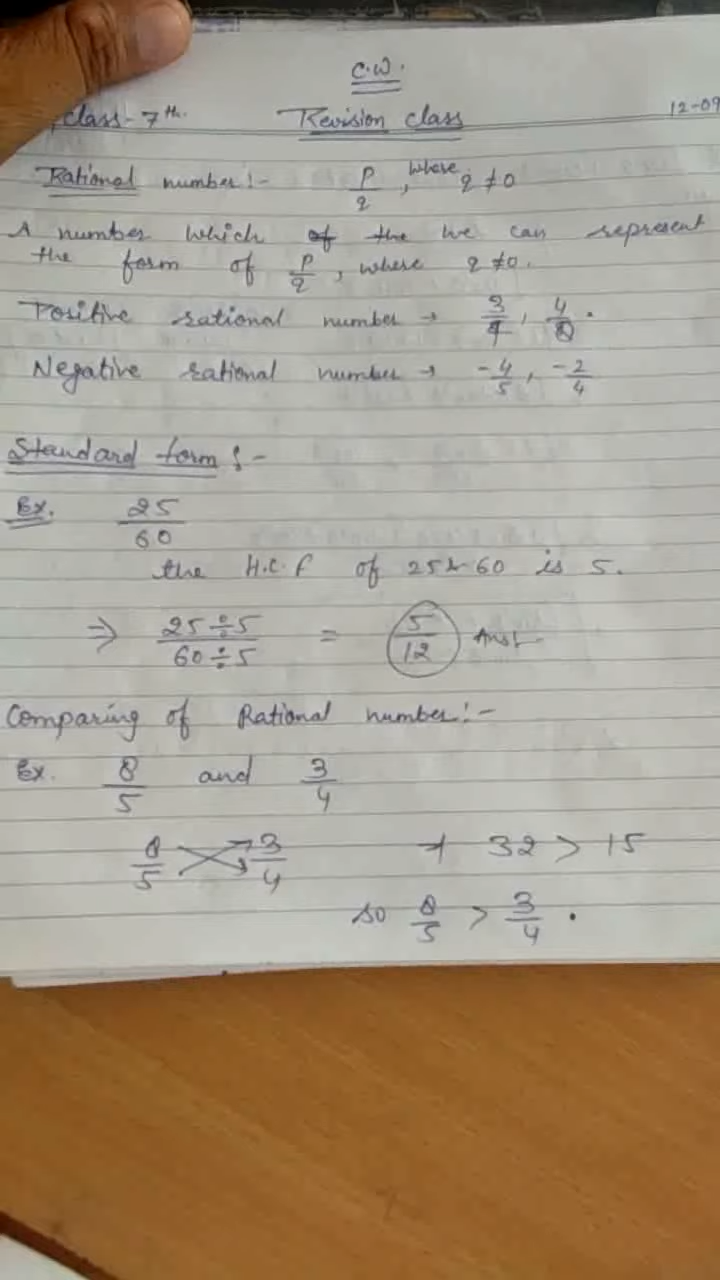 C.W.
class- 7th. Revision class 12-09
Rational number:- p/q , where q ≠ 0
A number which of the we can represent
the form of p/q , where q ≠ 0.
Positive rational number → 3/4 , 4/8 .
Negative rational number → -4/5 , -2/4
Standard form :-
Ex. 25/60
the H.C.f of 25 & 60 is 5.
⇒ 25÷5/60÷5 = 5/12 Ans
Comparing of Rational number:-
Ex. 8/5 and 3/4
8/5 3/4 → 32 > 15
so 8/5 > 3/4 .